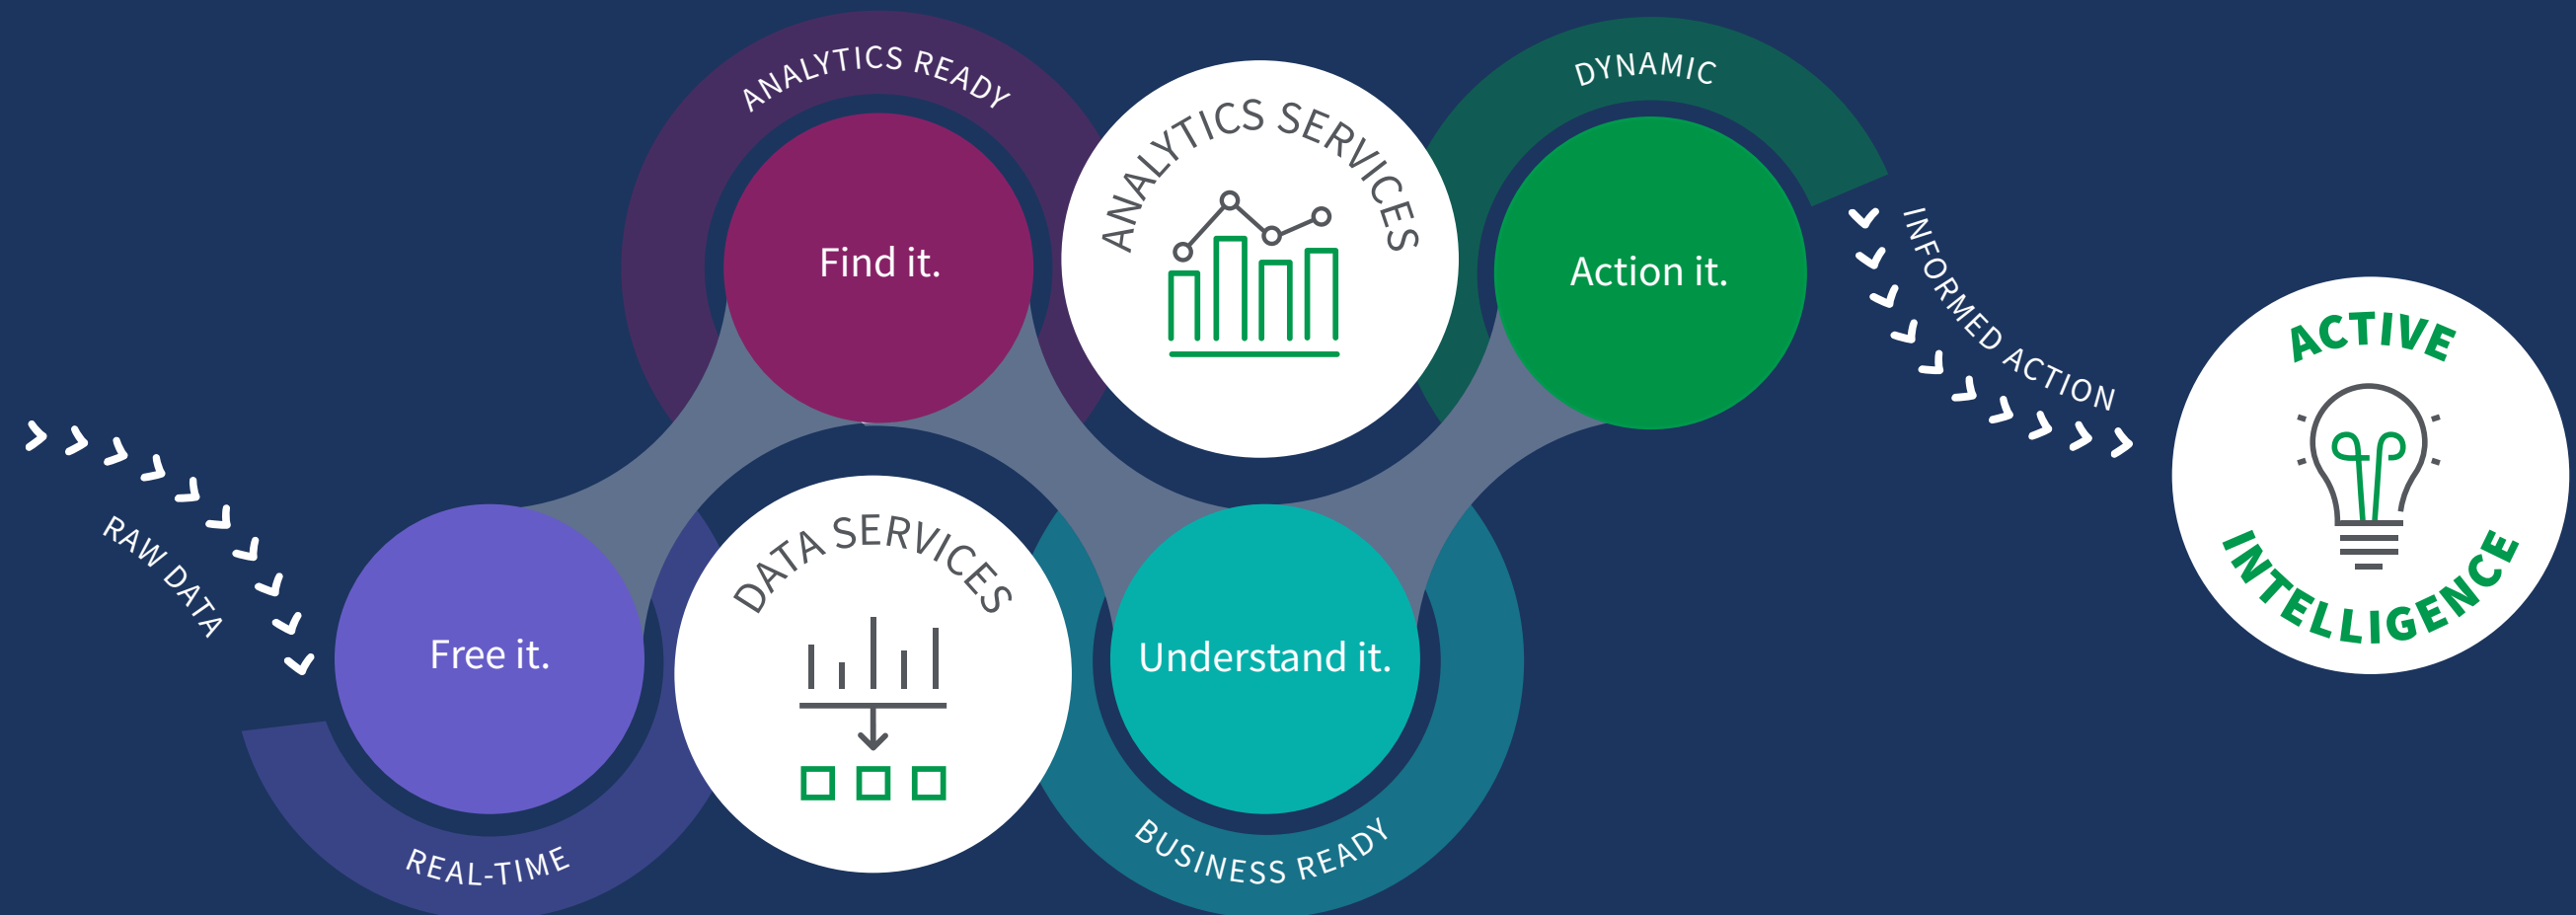 RAW DATA
Free it.
REAL-TIME
ANALYTICS READY
Find it.
DATA SERVICES
ANALYTICS SERVICES
Understand it.
BUSINESS READY
DYNAMIC
Action it.
INFORMED ACTION
ACTIVE
INTELLIGENCE